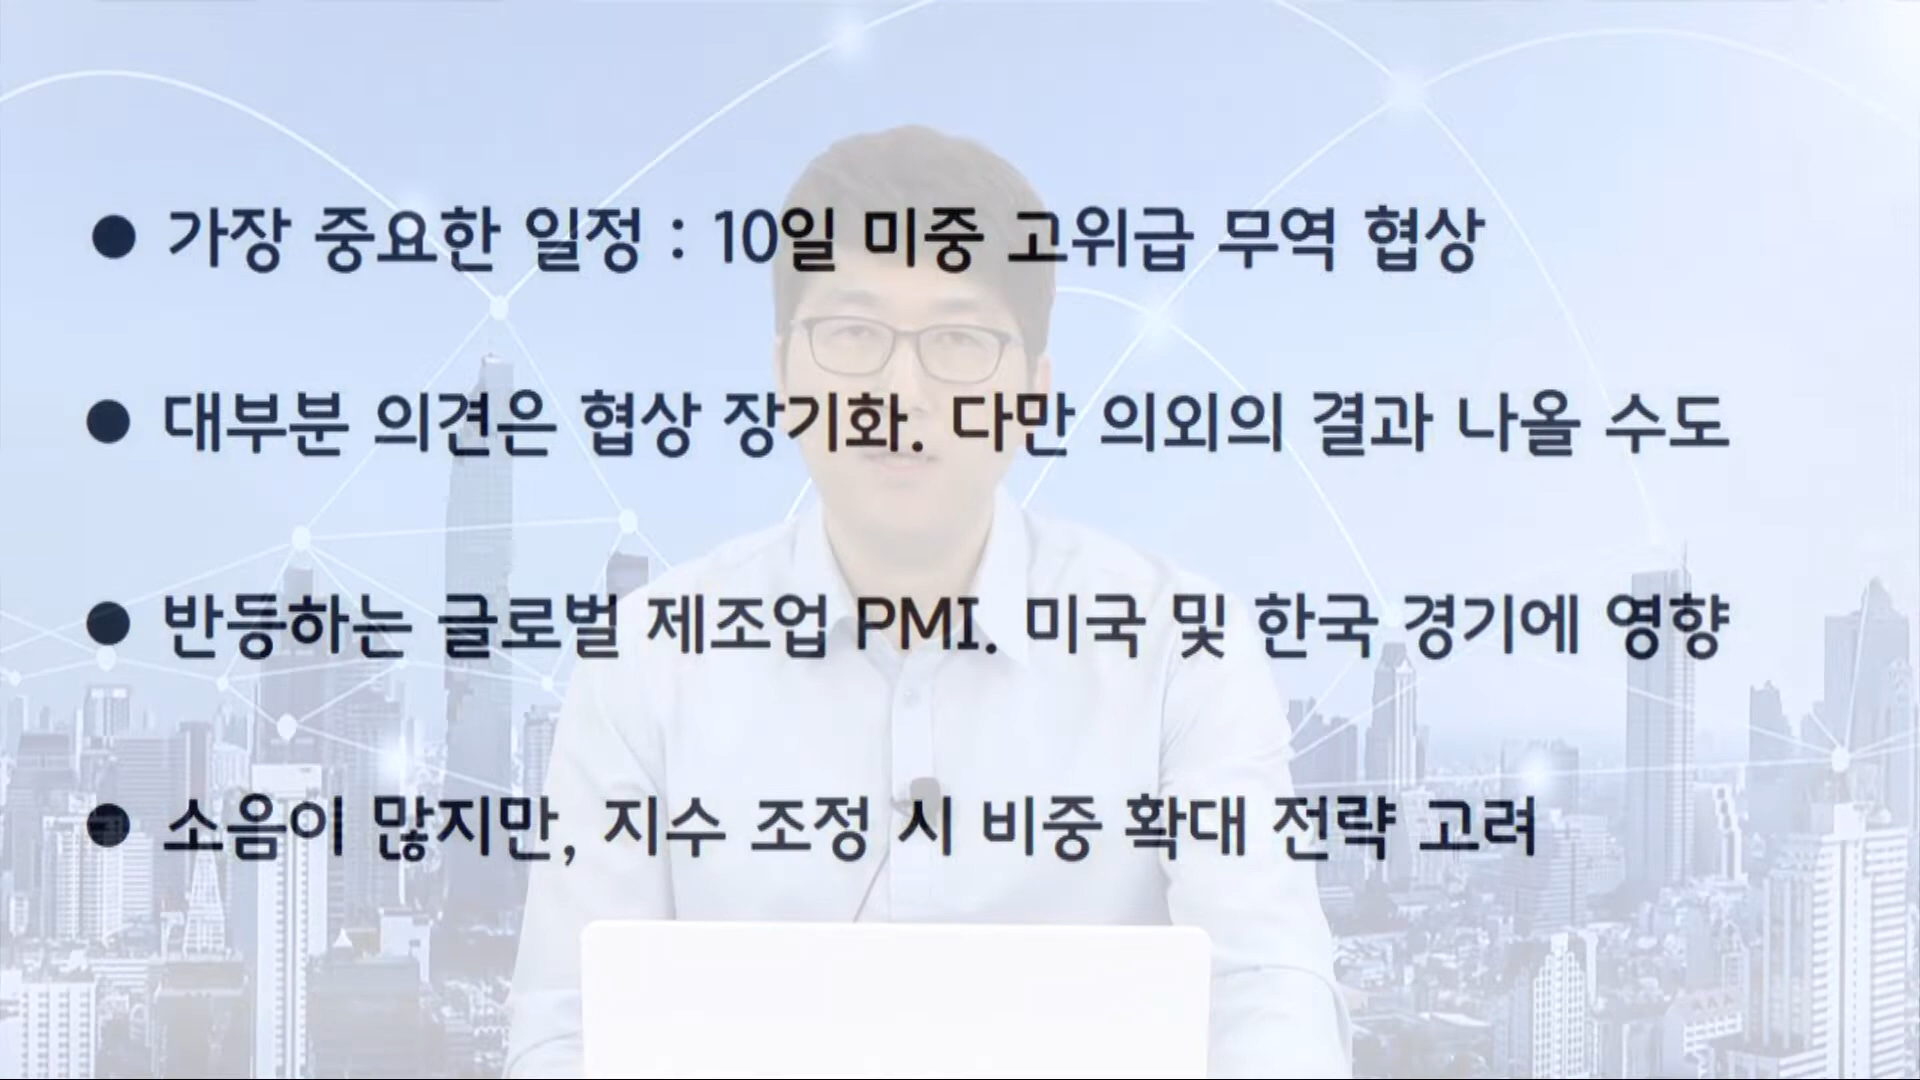 ● 가장 중요한 일정 : 10일 미중 고위급 무역 협상
● 대부분 의견은 협상 장기화. 다만 의외의 결과 나올 수도
● 반등하는 글로벌 제조업 PMI. 미국 및 한국 경기에 영향
● 소음이 많지만, 지수 조정 시 비중 확대 전략 고려